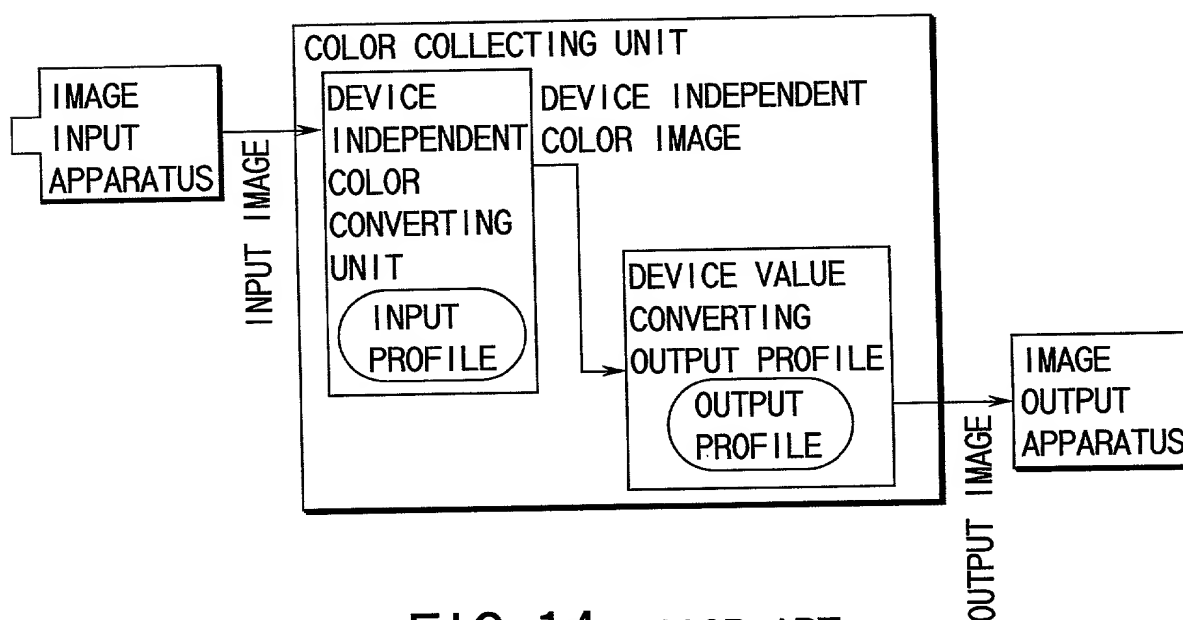 COLOR COLLECTING UNIT
IMAGE
INPUT
APPARATUS
INPUT IMAGE
DEVICE
INDEPENDENT
COLOR
CONVERTING
UNIT
INPUT
PROFILE
DEVICE INDEPENDENT
COLOR IMAGE
DEVICE VALUE
CONVERTING
OUTPUT PROFILE
OUTPUT
PROFILE
OUTPUT IMAGE
IMAGE
OUTPUT
APPARATUS